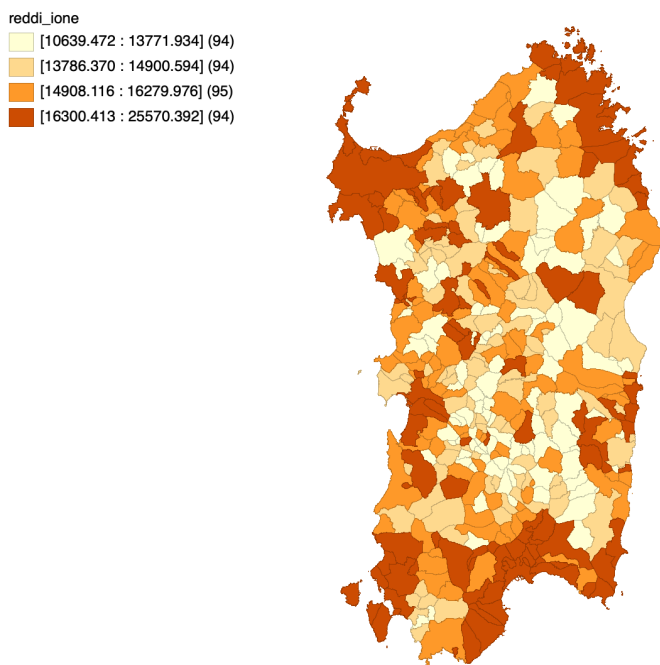 reddi_ione
[10639.472 : 13771.934] (94)
[13786.370 : 14900.594] (94)
[14908.116 : 16279.976] (95)
[16300.413 : 25570.392] (94)